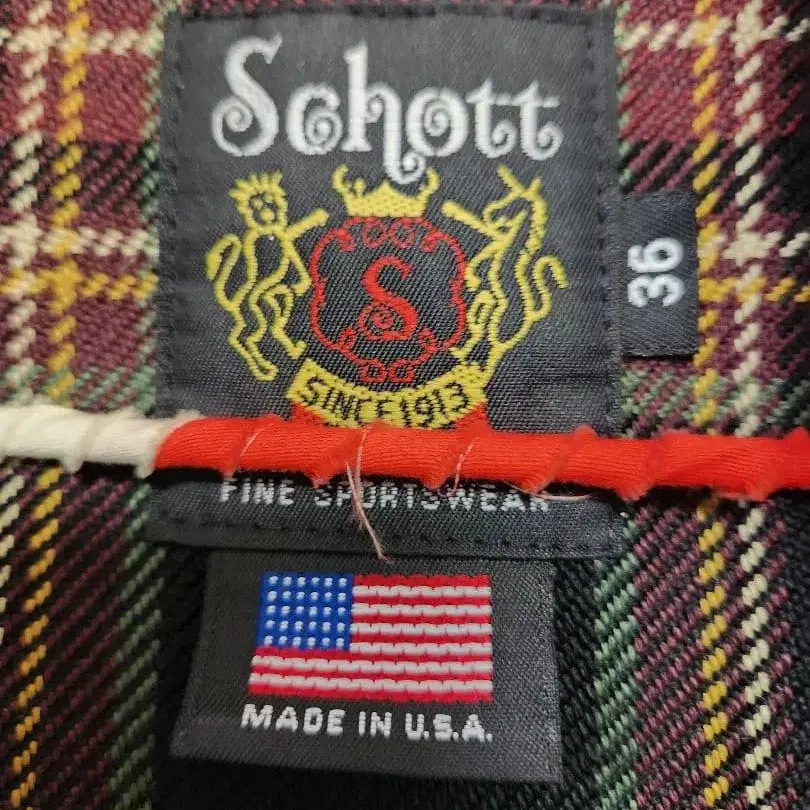 Schott
36
S
SINCE 1913
FINE SPORTSWEAR
MADE IN U.S.A.